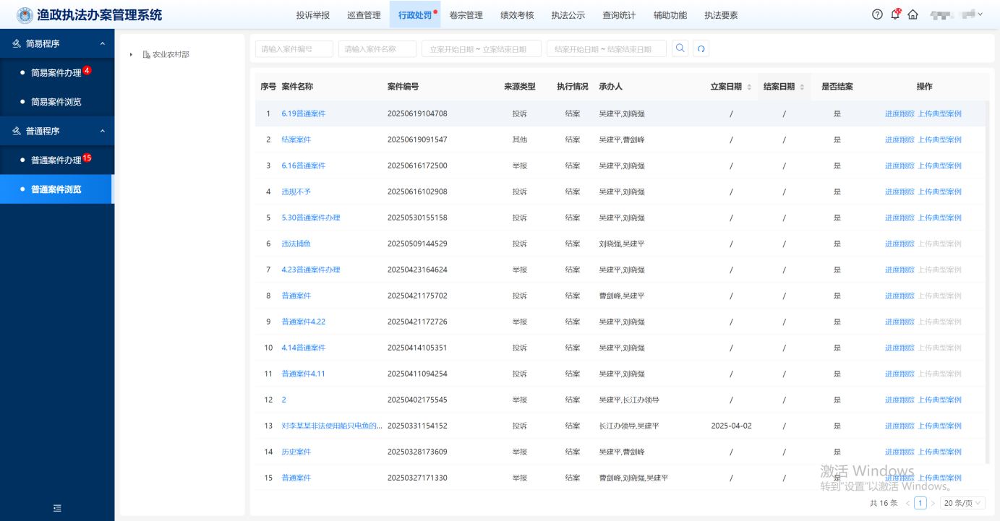 渔政执法办案管理系统 投诉举报 巡查管理 行政处罚 卷宗管理 绩效考核 执法公示 查询统计 辅助功能 执法要素
简易程序
简易案件办理 4
简易案件浏览
普通程序
普通案件办理 15
普通案件浏览
农业农村部
请输入案件编号 请输入案件名称 立案开始日期 ~ 立案结束日期 结案开始日期 ~ 结案结束日期
序号 案件名称 案件编号 来源类型 执行情况 承办人 立案日期 结案日期 是否结案 操作
1 6.19普通案件 20250619104708 投诉 结案 吴建平,刘晓强 / / 是 进度跟踪 上传典型案例
2 结案案件 20250619091547 其他 结案 吴建平,曹剑峰 / / 是 进度跟踪 上传典型案例
3 6.16普通案件 20250616172500 举报 结案 吴建平,刘晓强 / / 是 进度跟踪 上传典型案例
4 违规不予 20250616102908 投诉 结案 吴建平,刘晓强 / / 是 进度跟踪 上传典型案例
5 5.30普通案件办理 20250530155158 投诉 结案 吴建平,刘晓强 / / 是 进度跟踪 上传典型案例
6 违法捕鱼 20250509144529 投诉 结案 刘晓强,吴建平 / / 是 进度跟踪 上传典型案例
7 4.23普通案件办理 20250423164624 举报 结案 吴建平,刘晓强 / / 是 进度跟踪 上传典型案例
8 普通案件 20250421175702 投诉 结案 曹剑峰,吴建平 / / 是 进度跟踪 上传典型案例
9 普通案件4.22 20250421172726 举报 结案 吴建平,刘晓强 / / 是 进度跟踪 上传典型案例
10 4.14普通案件 20250414105351 投诉 结案 吴建平,刘晓强 / / 是 进度跟踪 上传典型案例
11 普通案件4.11 20250411094254 投诉 结案 吴建平,刘晓强 / / 是 进度跟踪 上传典型案例
12 2 20250402175545 举报 结案 吴建平,长江办领导 / / 是 进度跟踪 上传典型案例
13 对李某某非法使用船只电鱼的... 20250331154152 投诉 结案 长江办领导,吴建平 2025-04-02 / 是 进度跟踪 上传典型案例
14 历史案件 20250328173609 举报 结案 吴建平,曹剑峰 / / 是 进度跟踪 上传典型案例
15 普通案件 20250327171330 举报 结案 曹剑峰,刘晓强,吴建平 / / 是 进度跟踪 上传典型案例
激活 Windows
转到"设置"以激活 Windows。
共 16 条 < 1 > 20 条/页